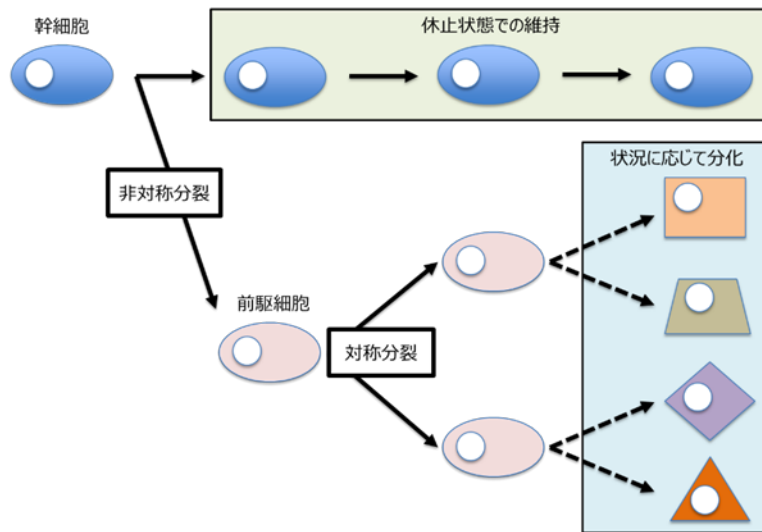 幹細胞
休止状態での維持
非対称分裂
状況に応じて分化
前駆細胞
対称分裂